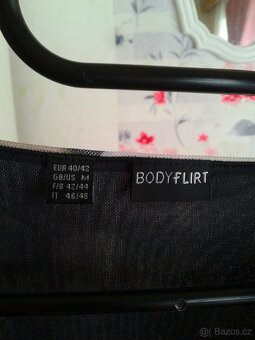 EUR 40/42
GB/US M
F/B 42/44
IT 46/48
BODYFLIRT
Bazos.cz